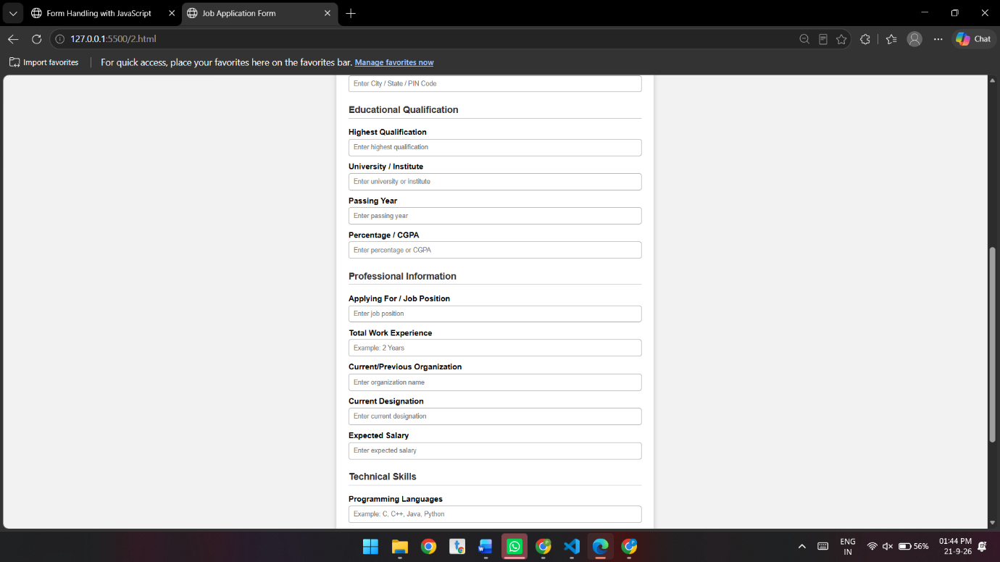 Form Handling with JavaScript
Job Application Form
127.0.0.1:5500/2.html
Chat
Import favorites
For quick access, place your favorites here on the favorites bar. Manage favorites now
Enter City / State / PIN Code
Educational Qualification
Highest Qualification
Enter highest qualification
University / Institute
Enter university or institute
Passing Year
Enter passing year
Percentage / CGPA
Enter percentage or CGPA
Professional Information
Applying For / Job Position
Enter job position
Total Work Experience
Example: 2 Years
Current/Previous Organization
Enter organization name
Current Designation
Enter current designation
Expected Salary
Enter expected salary
Technical Skills
Programming Languages
Example: C, C++, Java, Python
ENG
IN
56%
01:44 PM
21-9-26